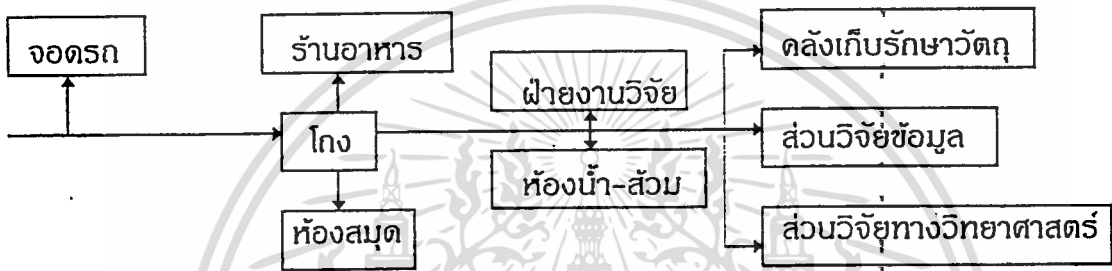 จอดรถ
ร้านอาหาร
คลังเก็บรักษาวัตถุ
ฝ่ายงานวิจัย
โถง
ส่วนวิจัยข้อมูล
ห้องน้ำ-ส้วม
ห้องสมุด
ส่วนวิจัยทางวิทยาศาสตร์